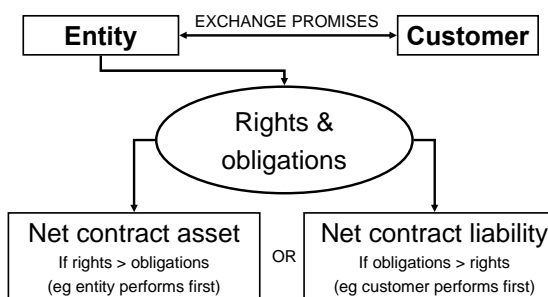 EXCHANGE PROMISES
Entity
Customer
Rights &
obligations
Net contract asset
If rights > obligations
(eg entity performs first)
OR
Net contract liability
If obligations > rights
(eg customer performs first)